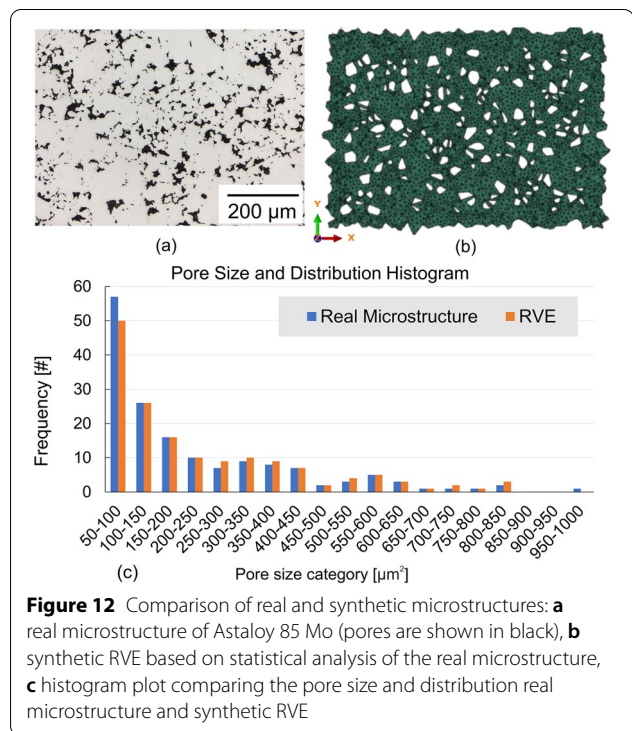 200 µm
Y
X
(a)
(b)
Pore Size and Distribution Histogram
Real Microstructure
RVE
Frequency [#]
60
50
40
30
20
10
0
50-100
100-150
150-200
200-250
250-300
300-350
350-400
400-450
450-500
500-550
550-600
600-650
650-700
700-750
750-800
800-850
850-900
900-950
950-1000
(c)
Pore size category [µm²]
Figure 12 Comparison of real and synthetic microstructures: a
real microstructure of Astaloy 85 Mo (pores are shown in black), b
synthetic RVE based on statistical analysis of the real microstructure,
c histogram plot comparing the pore size and distribution real
microstructure and synthetic RVE